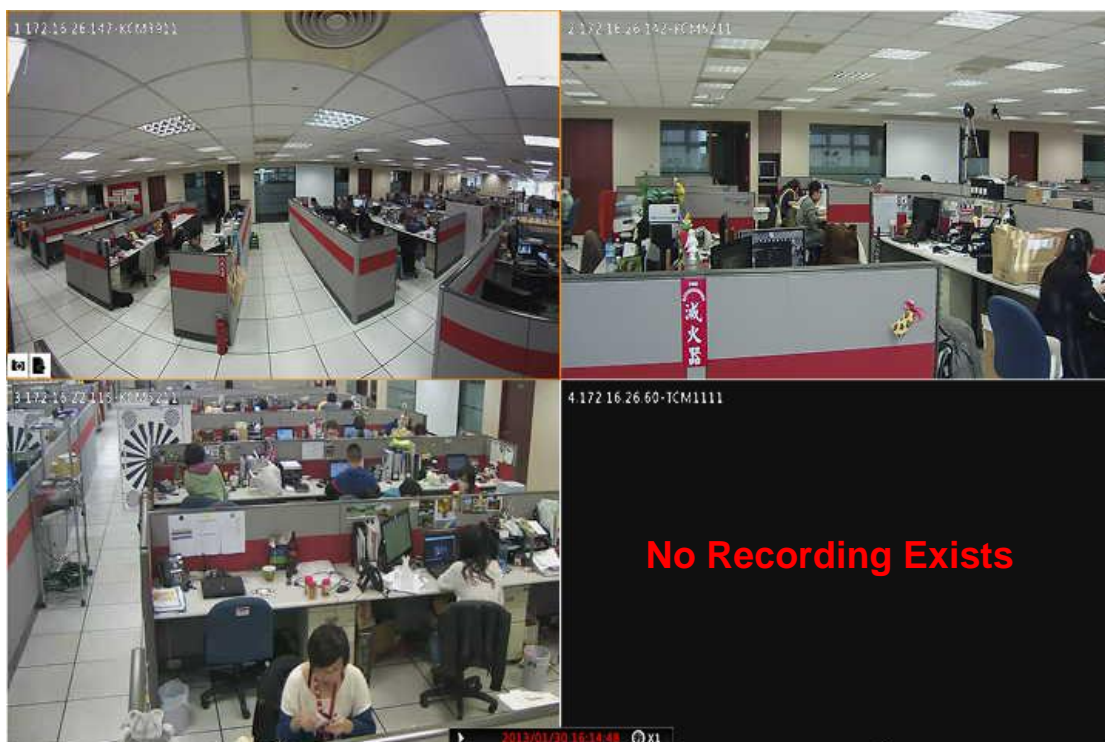 1.172.16.26.147-KCM3911
2.172.16.26.142-KCM5211
滅火器
3.172.16.22.116-KCM5211
4.172.16.26.60-TCM1111
No Recording Exists
2013/01/30 16:14:48 X1